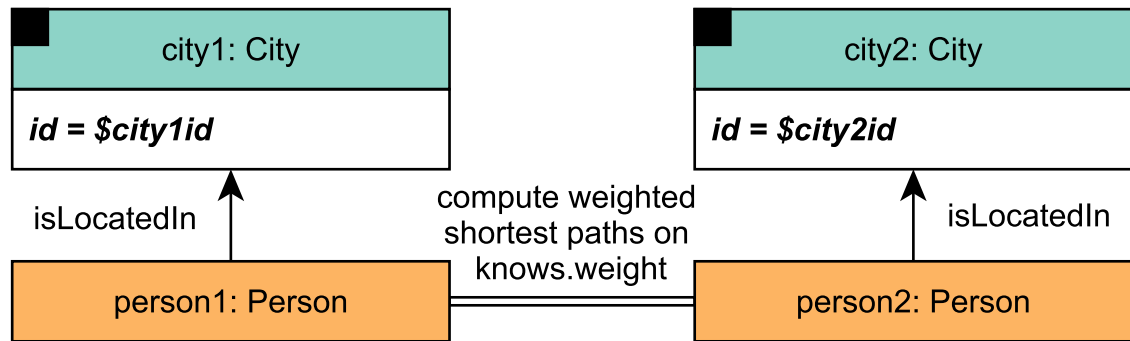 city1: City
city2: City
id = $city1id
id = $city2id
isLocatedIn
compute weighted
shortest paths on
knows.weight
isLocatedIn
person1: Person
person2: Person